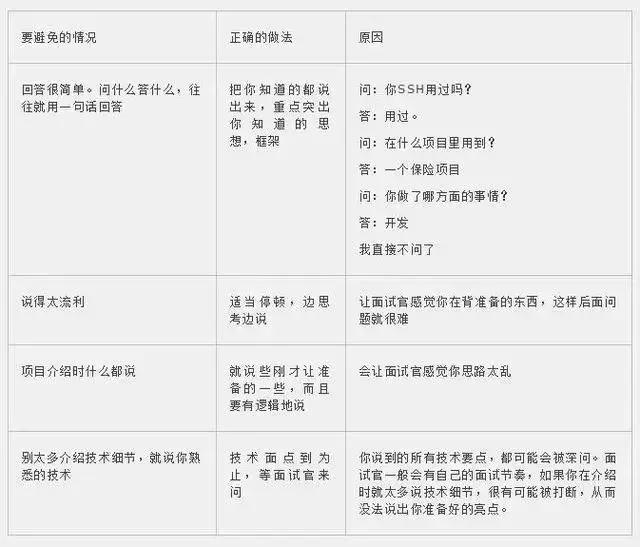 要避免的情况
正确的做法
原因
回答很简单。问什么答什么，往
往就用一句话回答
把你知道的都说
出来，重点突出
你知道的思
想，框架
问：你SSH用过吗？
答：用过。
问：在什么项目里用到？
答：一个保险项目
问：你做了哪方面的事情？
答：开发
我直接不问了
说得太流利
适当停顿，边思
考边说
让面试官感觉你在背准备的东西，这样后面问
题就很难
项目介绍时什么都说
就说些刚才让准
备的一些，而且
要有逻辑地说
会让面试官感觉你思路太乱
别太多介绍技术细节，就说你熟
悉的技术
技术面点到为
止，等面试官来
问
你说到的所有技术要点，都可能会被深问。面
试官一般会有自己的面试节奏，如果你在介绍
时就太多说技术细节，很有可能被打断，从而
没法说出你准备好的亮点。